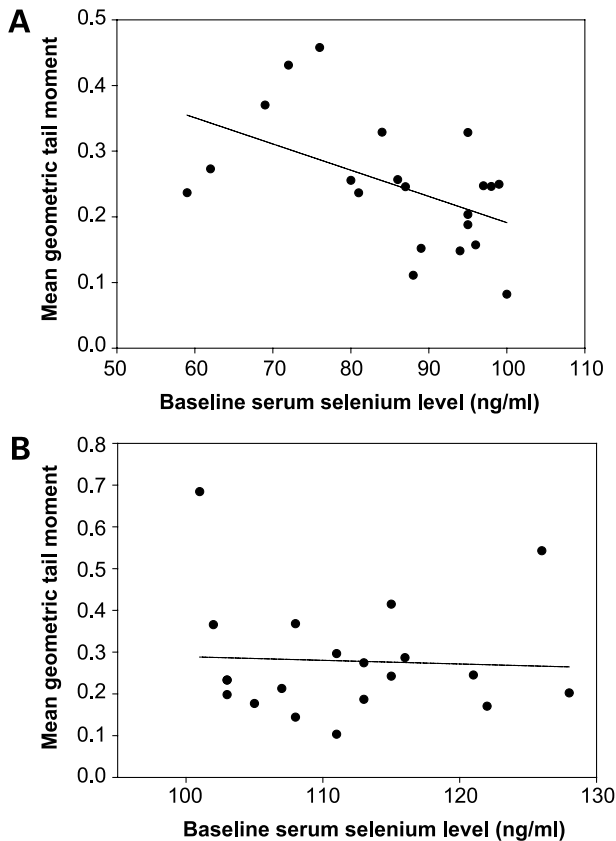 A
0.5
0.4
0.3
0.2
0.1
0.0
Mean geometric tail moment
50 60 70 80 90 100 110
Baseline serum selenium level (ng/ml)
B
0.8
0.7
0.6
0.5
0.4
0.3
0.2
0.1
0.0
Mean geometric tail moment
100 110 120 130
Baseline serum selenium level (ng/ml)